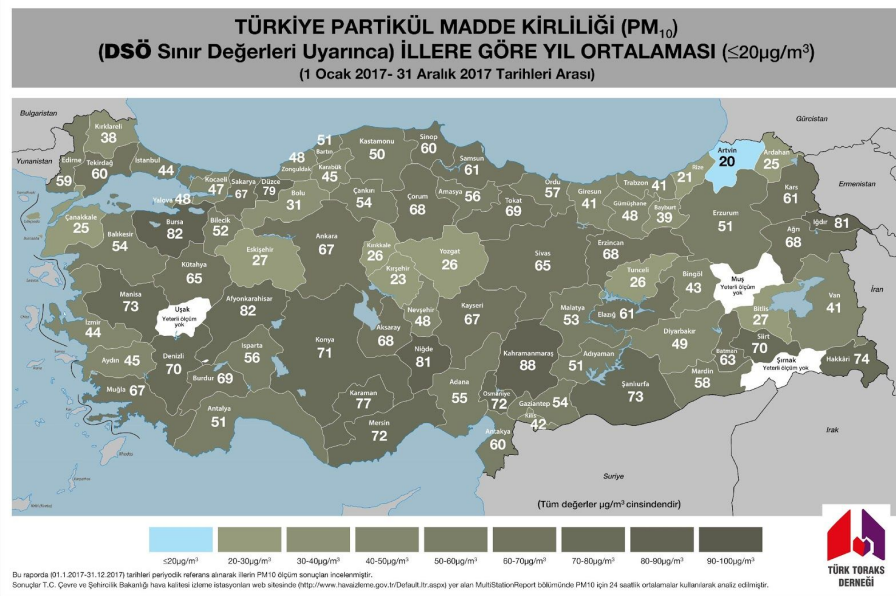 TÜRKİYE PARTİKÜL MADDE KİRLİLİĞİ (PM₁₀)
(DSÖ Sınır Değerleri Uyarınca) İLLERE GÖRE YIL ORTALAMASI (≤20µg/m³)
(1 Ocak 2017- 31 Aralık 2017 Tarihleri Arası)
Bulgaristan
Gürcistan
Yunanistan
Ermenistan
İran
Irak
Suriye
Kırklareli
38
Edirne
59
Tekirdağ
60
İstanbul
44
Kocaeli
47
Yalova 48
Sakarya
67
Düzce
79
Zonguldak
48
Bartın
51
Karabük
45
Kastamonu
50
Sinop
60
Samsun
61
Ordu
57
Giresun
41
Trabzon 41
Rize
21
Artvin
20
Ardahan
25
Kars
61
Iğdır 81
Ağrı
68
Erzurum
51
Bayburt
39
Gümüşhane
48
Erzincan
68
Tunceli
26
Bingöl
43
Muş
Yeterli ölçüm
yok
Bitlis
27
Van
41
Hakkâri 74
Şırnak
Yeterli ölçüm yok
Siirt
70
Batman
63
Mardin
58
Diyarbakır
49
Elazığ 61
Malatya
53
Adıyaman
51
Şanlıurfa
73
Gaziantep 54
Kilis
42
Kahramanmaraş
88
Osmaniye
72
Antakya
60
Adana
55
Mersin
72
Karaman
77
Niğde
81
Kayseri
67
Sivas
65
Tokat
69
Amasya 56
Çorum
68
Yozgat
26
Kırıkkale
26
Kırşehir
23
Nevşehir
48
Aksaray
68
Konya
71
Ankara
67
Çankırı
54
Bolu
31
Bilecik
52
Eskişehir
27
Bursa
82
Balıkesir
54
Çanakkale
25
Kütahya
65
Manisa
73
Uşak
Yeterli ölçüm
yok
Afyonkarahisar
82
İzmir
44
Aydın 45
Denizli
70
Muğla 67
Burdur 69
Isparta
56
Antalya
51
(Tüm değerler µg/m³ cinsindendir)
≤20µg/m³
20-30µg/m³
30-40µg/m³
40-50µg/m³
50-60µg/m³
60-70µg/m³
70-80µg/m³
80-90µg/m³
90-100µg/m³
Bu raporda (01.1.2017-31.12.2017) tarihleri periyodik referans alınarak illerin PM10 ölçüm sonuçları incelenmiştir.
Sonuçlar T.C. Çevre ve Şehircilik Bakanlığı hava kalitesi izleme istasyonları web sitesinde (http://www.havaizleme.gov.tr/Default.ltr.aspx) yer alan MultiStationReport bölümünde PM10 için 24 saatlik ortalamalar kullanılarak analiz edilmiştir.
TÜRK TORAKS
DERNEĞİ